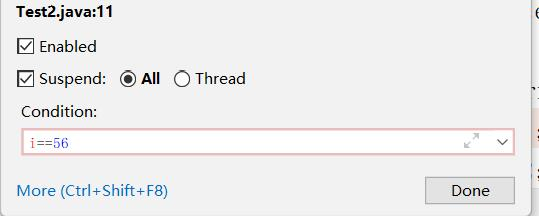 Test2.java:11
Enabled
Suspend: All Thread
Condition:
i==56
More (Ctrl+Shift+F8) Done